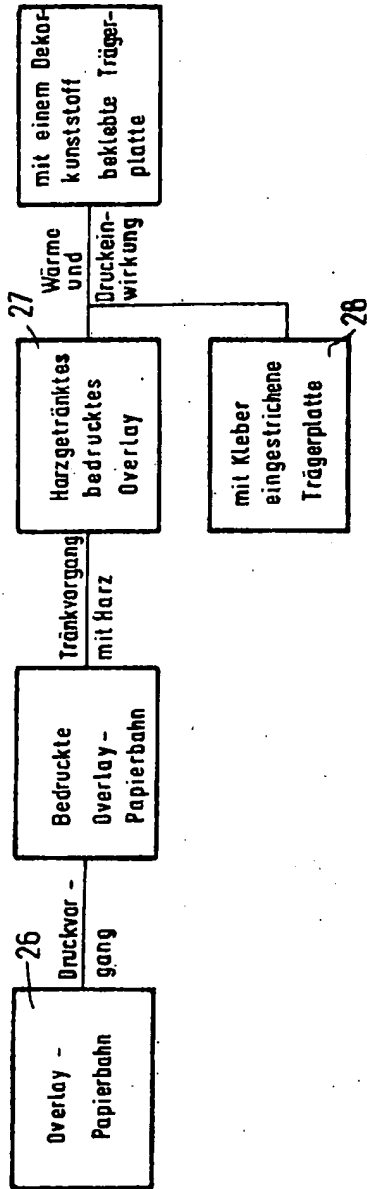 Overlay -
Papierbahn
26
Druckvor -
gang
Bedruckte
Overlay -
Papierbahn
Tränkvorgang
mit Harz
Harzgetränktes
bedrucktes
Overlay
27
Wärme
und
Druckein-
wirkung
mit Kleber
eingestrichene
Trägerplatte
28
mit einem Dekor-
kunststoff
beklebte Träger-
platte